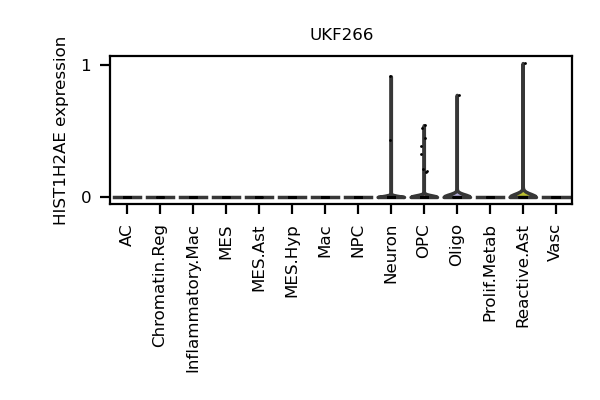 UKF266
HIST1H2AE expression
1
0
AC
Chromatin.Reg
Inflammatory.Mac
MES
MES.Ast
MES.Hyp
Mac
NPC
Neuron
OPC
Oligo
Prolif.Metab
Reactive.Ast
Vasc